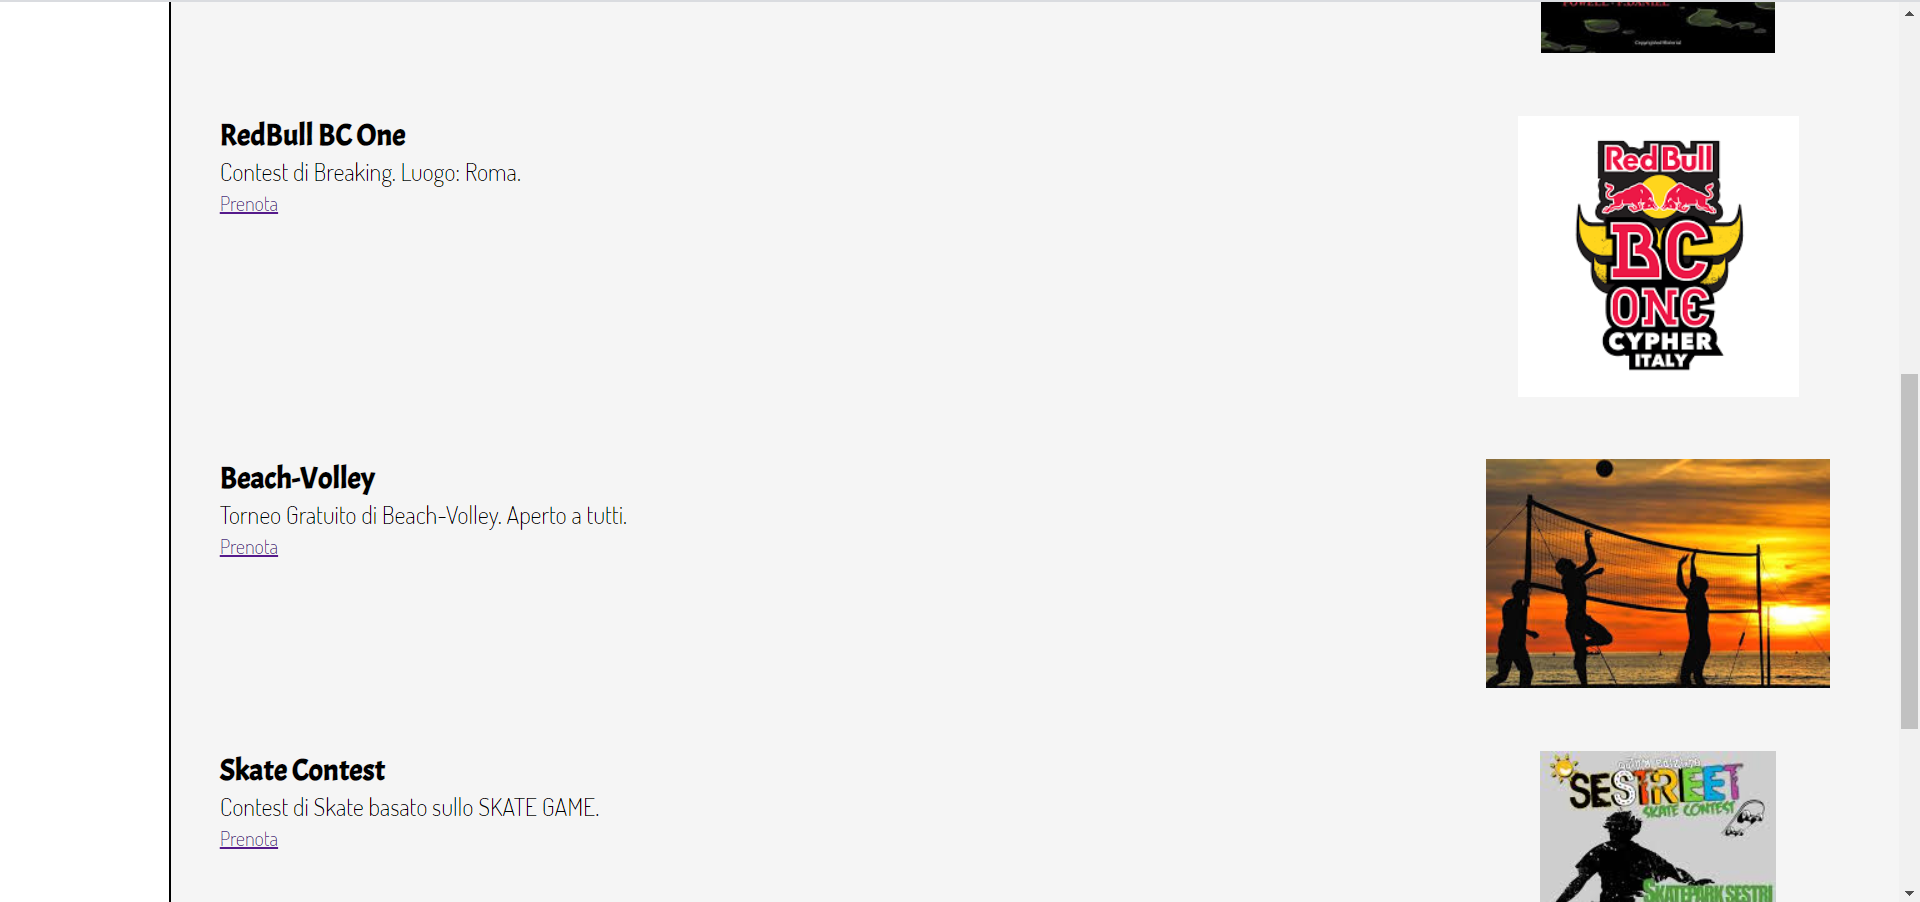 Copyrighted Material
RedBull BC One
Contest di Breaking. Luogo: Roma.
Prenota
Red Bull
BC
ONE
CYPHER
ITALY
Beach-Volley
Torneo Gratuito di Beach-Volley. Aperto a tutti.
Prenota
Skate Contest
Contest di Skate basato sullo SKATE GAME.
Prenota
SESTREET
SKATE CONTEST
SKATEPARK SESTRI